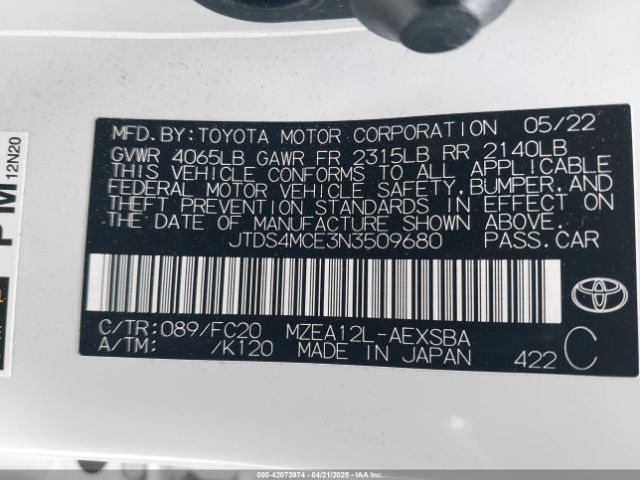 MFD.BY:TOYOTA MOTOR CORPORATION 05/22
GVWR 4065LB GAWR FR 2315LB RR 2140LB
THIS VEHICLE CONFORMS TO ALL APPLICABLE
FEDERAL MOTOR VEHICLE SAFETY,BUMPER,AND
THEFT PREVENTION STANDARDS IN EFFECT ON
THE DATE OF MANUFACTURE SHOWN ABOVE.
JTDS4MCE3N3509680 PASS.CAR
C/TR:089/FC20 MZEA12L-AEXSBA
A/TM: /K120 MADE IN JAPAN 422 C
PM
12N20
000-42073974 - 04/21/2025 - IAA Inc.